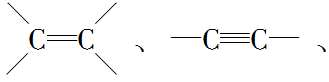 C=C 、 —C≡C— 、